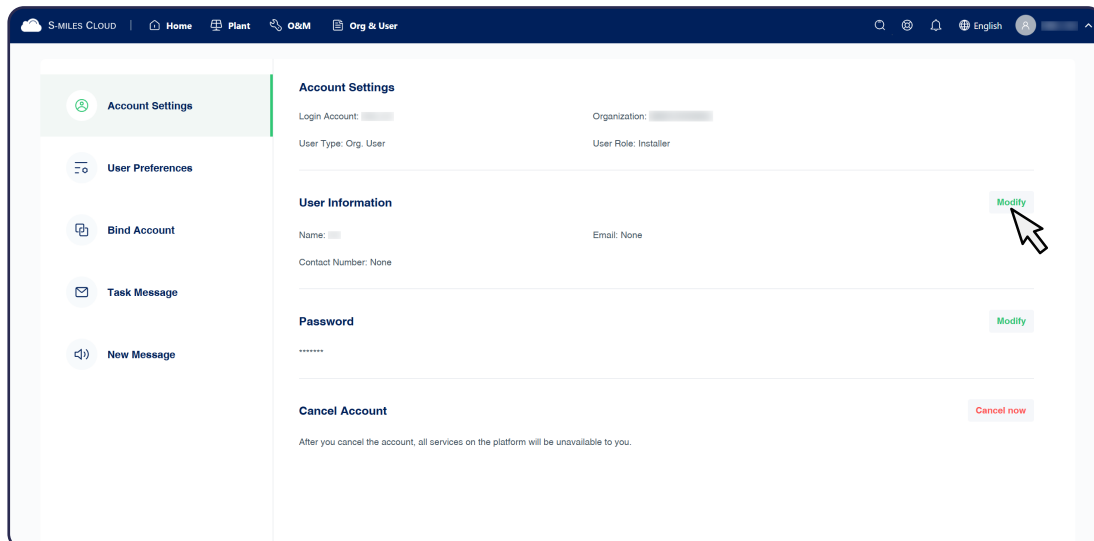 S-MILES CLOUD | Home Plant O&M Org & User English A
Account Settings
User Preferences
Bind Account
Task Message
New Message
Account Settings
Login Account: Organization:
User Type: Org. User User Role: Installer
User Information Modify
Name: Email: None
Contact Number: None
Password Modify
*******
Cancel Account Cancel now
After you cancel the account, all services on the platform will be unavailable to you.